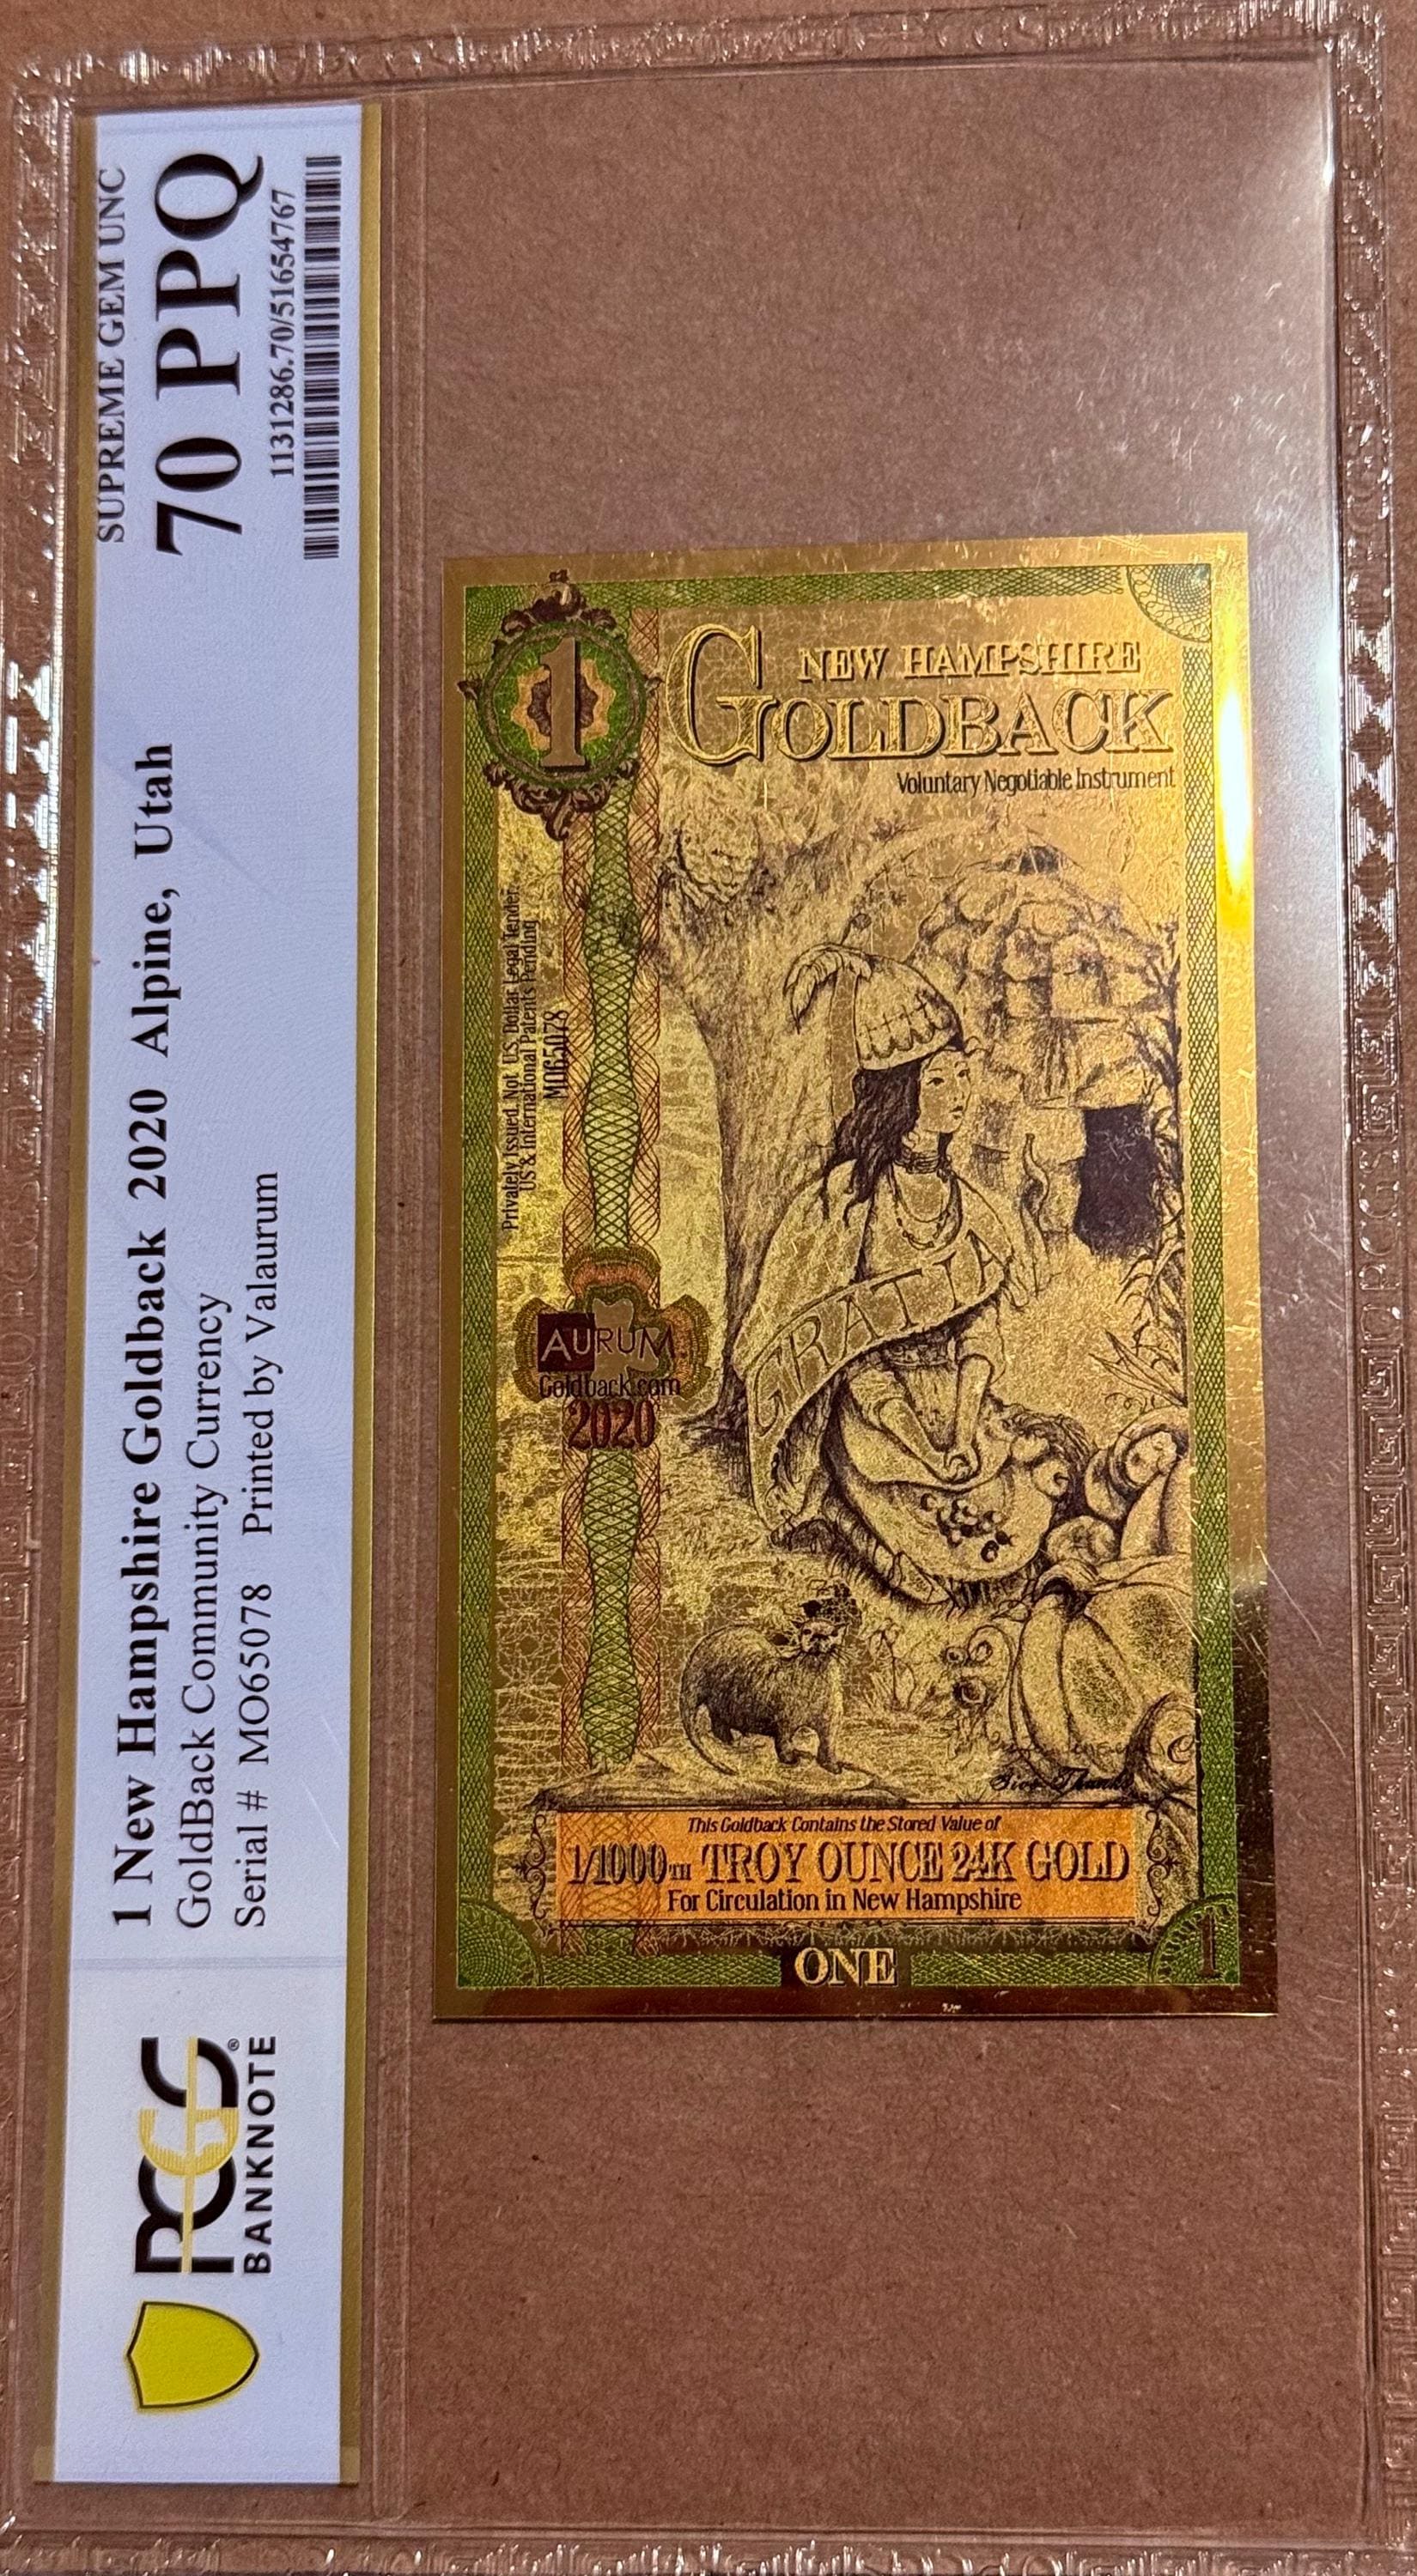 1 New Hampshire Goldback 2020 Alpine, Utah
GoldBack Community Currency
Serial # MO65078 Printed by Valaurum
SUPREME GEM UNC
70 PPQ
1131286.70/51654767
PCGS®
BANKNOTE
1
NEW HAMPSHIRE
GOLDBACK
Voluntary Negotiable Instrument
Privately Issued. Not US Dollar Legal Tender.
US & International Patents Pending
MO65078
AURUM
Goldback.com
2020
GRATIA
Give Thanks
This Goldback Contains the Stored Value of
1/1000TH TROY OUNCE 24K GOLD
For Circulation in New Hampshire
ONE
1